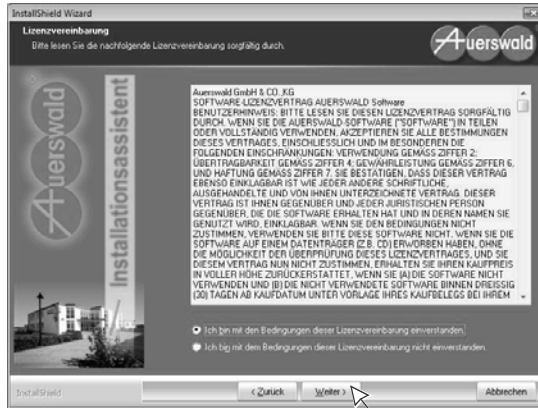 InstallShield Wizard
Lizenzvereinbarung
Bitte lesen Sie die nachfolgende Lizenzvereinbarung sorgfältig durch.
Auerswald
Auerswald
Installationsassistent
Auerswald GmbH & CO. KG
SOFTWARE-LIZENZVERTRAG AUERSWALD Software
BENUTZERHINWEIS: BITTE LESEN SIE DIESEN LIZENZVERTRAG SORGFÄLTIG
DURCH. WENN SIE DIE AUERSWALD-SOFTWARE ("SOFTWARE") IN TEILEN
ODER VOLLSTÄNDIG VERWENDEN, AKZEPTIEREN SIE ALLE BESTIMMUNGEN
DIESES VERTRAGES, EINSCHLIESSLICH UND IM BESONDEREN DIE
FOLGENDEN EINSCHRÄNKUNGEN: VERWENDUNG GEMÄSS ZIFFER 2;
ÜBERTRAGBARKEIT GEMÄSS ZIFFER 4; GEWÄHRLEISTUNG GEMÄSS ZIFFER 6,
UND HAFTUNG GEMÄSS ZIFFER 7. SIE BESTÄTIGEN, DASS DIESER VERTRAG
EBENSO EINKLAGBAR IST WIE JEDER ANDERE SCHRIFTLICHE,
AUSGEHANDELTE UND VON IHNEN UNTERZEICHNETE VERTRAG. DIESER
VERTRAG IST IHNEN GEGENÜBER UND JEDER JURISTISCHEN PERSON
GEGENÜBER, DIE DIE SOFTWARE ERHALTEN HAT UND IN DEREN NAMEN SIE
GENUTZT WIRD, EINKLAGBAR. WENN SIE DEN BEDINGUNGEN NICHT
ZUSTIMMEN, VERWENDEN SIE BITTE DIESE SOFTWARE NICHT. WENN SIE DIE
SOFTWARE AUF EINEM DATENTRÄGER (Z.B. CD) ERWORBEN HABEN, OHNE
DIE MÖGLICHKEIT DER ÜBERPRÜFUNG DIESES LIZENZVERTRAGES, UND SIE
DIESEM VERTRAG NUN NICHT ZUSTIMMEN, ERHALTEN SIE IHREN KAUFPREIS
IN VOLLER HÖHE ZURÜCKERSTATTET, WENN SIE (A) DIE SOFTWARE NICHT
VERWENDEN UND (B) DIE NICHT VERWENDETE SOFTWARE BINNEN DREISSIG
(30) TAGEN AB KAUFDATUM UNTER VORLAGE IHRES KAUFBELEGS BEI IHREM
Ich bin mit den Bedingungen dieser Lizenzvereinbarung einverstanden.
Ich bin mit dem Bedingungen dieser Lizenzvereinbarung nicht einverstanden.
InstallShield
< Zurück
Weiter >
Abbrechen